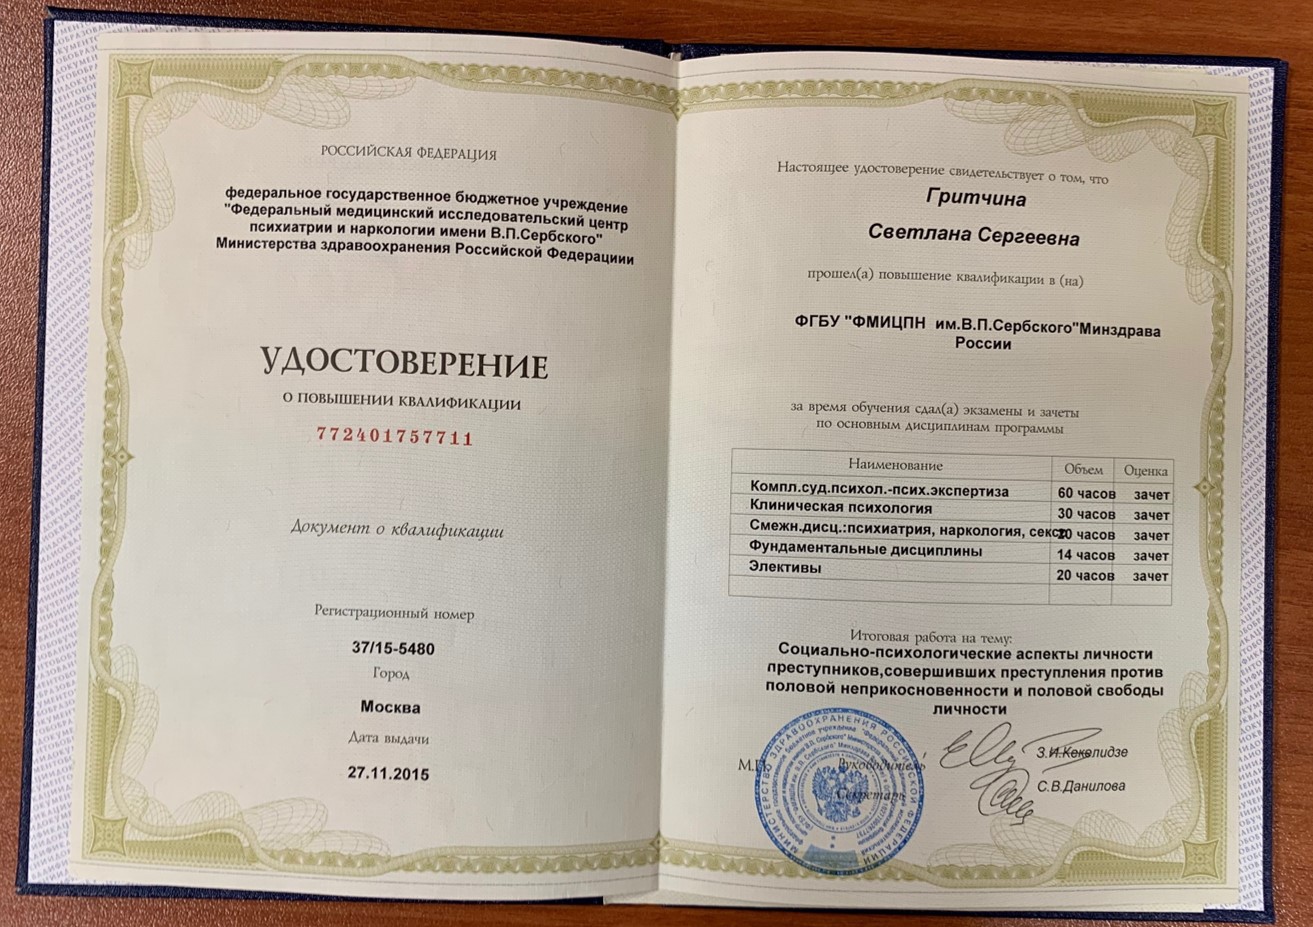 РОССИЙСКАЯ ФЕДЕРАЦИЯ
федеральное государственное бюджетное учреждение
"Федеральный медицинский исследовательский центр
психиатрии и наркологии имени В.П.Сербского"
Министерства здравоохранения Российской Федерациии
УДОСТОВЕРЕНИЕ
О ПОВЫШЕНИИ КВАЛИФИКАЦИИ
772401757711
Документ о квалификации
Регистрационный номер
37/15-5480
Город
Москва
Дата выдачи
27.11.2015
Настоящее удостоверение свидетельствует о том, что
Гритчина
Светлана Сергеевна
прошел(а) повышение квалификации в (на)
ФГБУ "ФМИЦПН им.В.П.Сербского"Минздрава
России
за время обучения сдал(а) экзамены и зачеты
по основным дисциплинам программы
Наименование Объем Оценка
Компл.суд.психол.-псих.экспертиза 60 часов зачет
Клиническая психология 30 часов зачет
Смежн.дисц.:психиатрия, наркология, секс 20 часов зачет
Фундаментальные дисциплины 14 часов зачет
Элективы 20 часов зачет
Итоговая работа на тему:
Социально-психологические аспекты личности
преступников,совершивших преступления против
половой неприкосновенности и половой свободы
личности
М.П. Руководитель З.И.Кекелидзе
Секретарь С.В.Данилова
МИНИСТЕРСТВО ЗДРАВООХРАНЕНИЯ РОССИЙСКОЙ ФЕДЕРАЦИИ